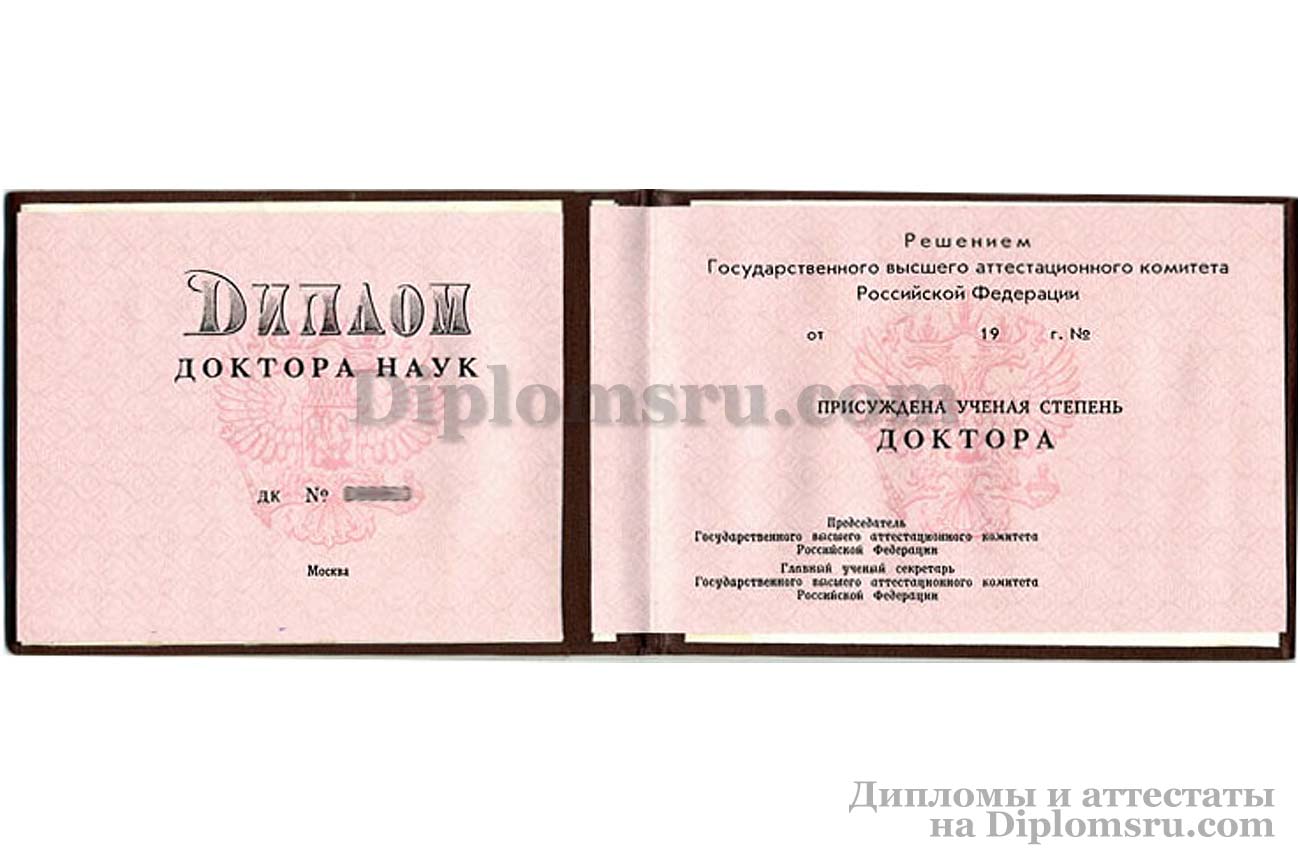 Диплом
ДОКТОРА НАУК
ДК №
Москва
Решением
Государственного высшего аттестационного комитета
Российской Федерации
от 19 г. №
ПРИСУЖДЕНА УЧЕНАЯ СТЕПЕНЬ
ДОКТОРА
Председатель
Государственного высшего аттестационного комитета
Российской Федерации
Главный ученый секретарь
Государственного высшего аттестационного комитета
Российской Федерации
Diplomsru.com
Дипломы и аттестаты
на Diplomsru.com